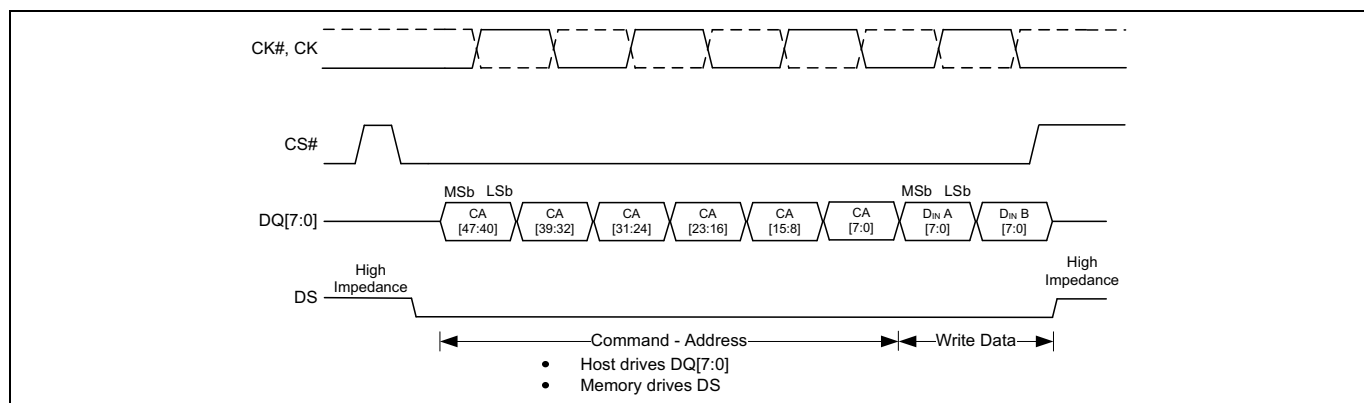 CK#, CK
CS#
MSb LSb MSb LSb
DQ[7:0]
CA [47:40]
CA [39:32]
CA [31:24]
CA [23:16]
CA [15:8]
CA [7:0]
DIN A [7:0]
DIN B [7:0]
High Impedance
High Impedance
DS
Command - Address
Write Data
• Host drives DQ[7:0]
• Memory drives DS